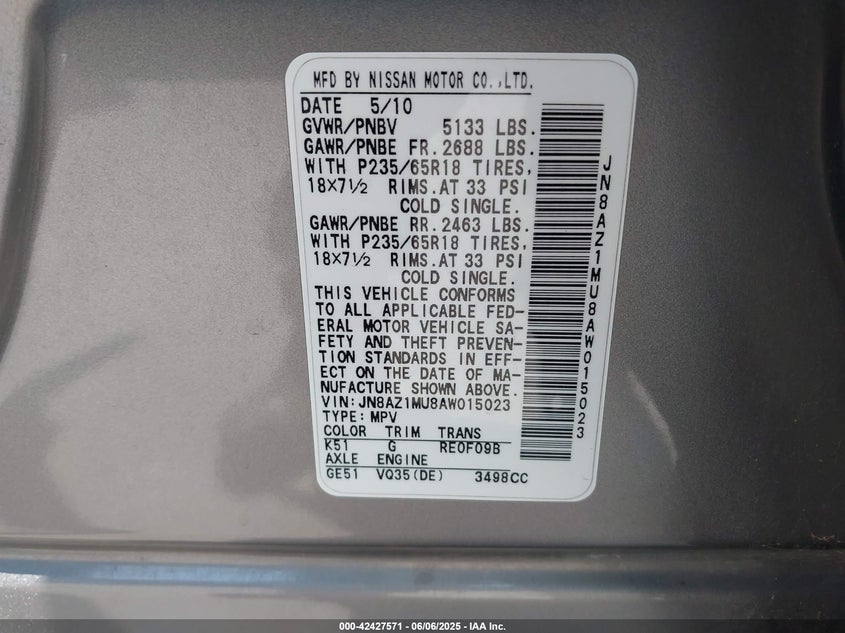 MFD BY NISSAN MOTOR CO.,LTD.
DATE 5/10
GVWR/PNBV 5133 LBS.
GAWR/PNBE FR. 2688 LBS.
WITH P235/65R18 TIRES,
18×7½ RIMS.AT 33 PSI
COLD SINGLE.
GAWR/PNBE RR. 2463 LBS.
WITH P235/65R18 TIRES,
18×7½ RIMS.AT 33 PSI
COLD SINGLE.
THIS VEHICLE CONFORMS
TO ALL APPLICABLE FED-
ERAL MOTOR VEHICLE SA-
FETY AND THEFT PREVEN-
TION STANDARDS IN EFF-
ECT ON THE DATE OF MA-
NUFACTURE SHOWN ABOVE.
VIN:JN8AZ1MU8AW015023
TYPE:MPV
COLOR TRIM TRANS
K51 G RE0F09B
AXLE ENGINE
GE51 VQ35(DE) 3498CC
JN8AZ1MU8AW015023
000-42427571 - 06/06/2025 - IAA Inc.